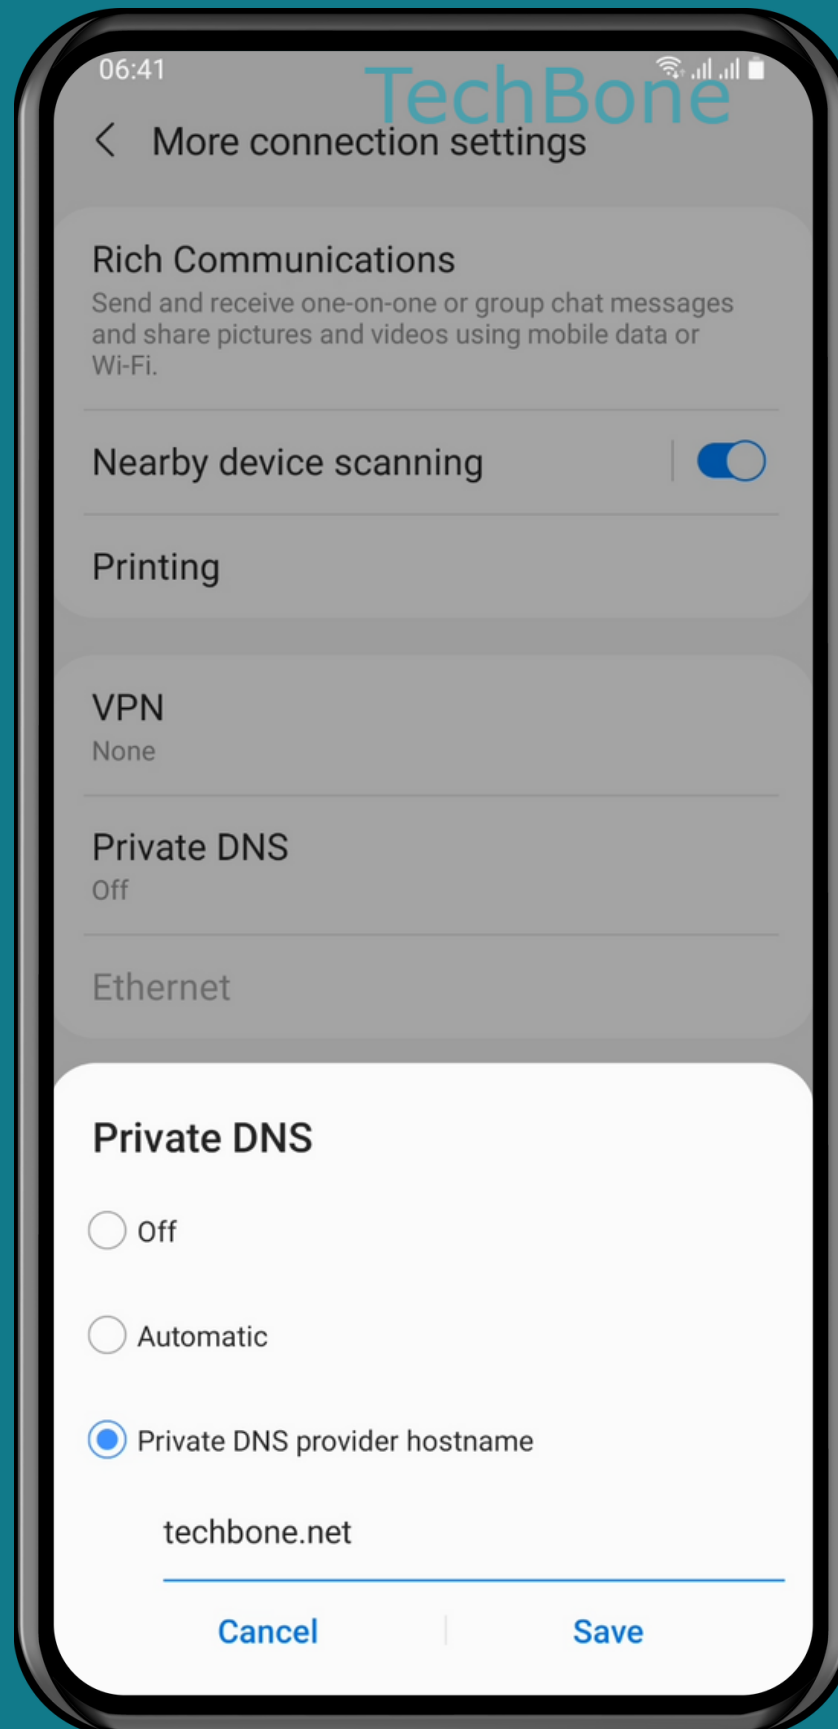 06:41
TechBone
More connection settings
Rich Communications
Send and receive one-on-one or group chat messages
and share pictures and videos using mobile data or
Wi-Fi.
Nearby device scanning
Printing
VPN
None
Private DNS
Off
Ethernet
Private DNS
Off
Automatic
Private DNS provider hostname
techbone.net
Cancel
Save